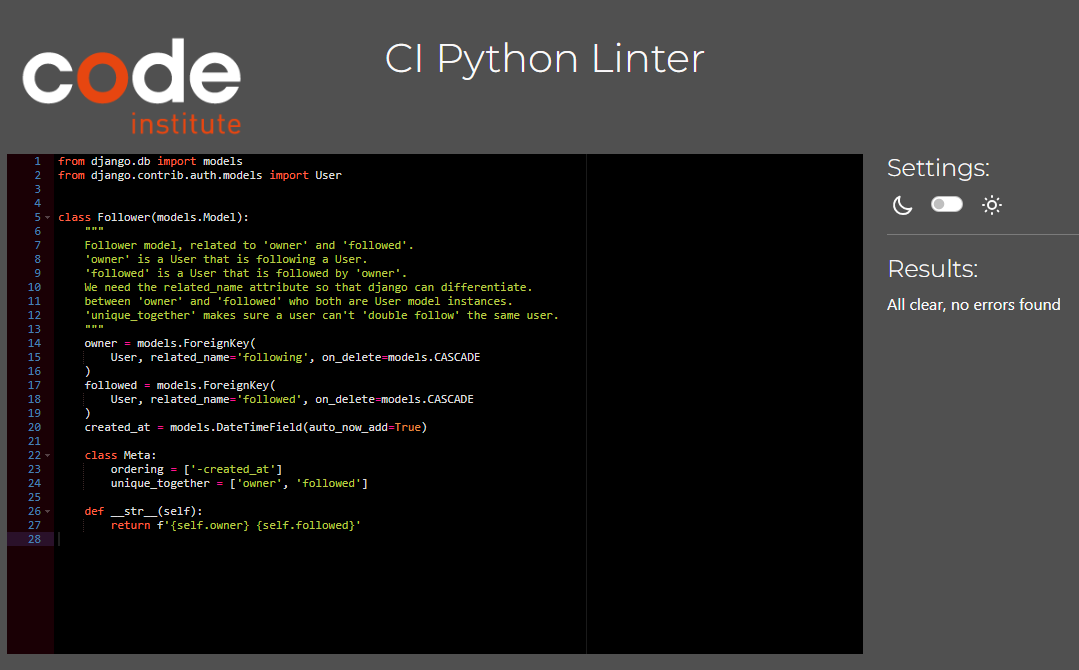 code
institute
CI Python Linter
1 from django.db import models
2 from django.contrib.auth.models import User
3
4
5 class Follower(models.Model):
6     """
7     Follower model, related to 'owner' and 'followed'.
8     'owner' is a User that is following a User.
9     'followed' is a User that is followed by 'owner'.
10     We need the related_name attribute so that django can differentiate.
11     between 'owner' and 'followed' who both are User model instances.
12     'unique_together' makes sure a user can't 'double follow' the same user.
13     """
14     owner = models.ForeignKey(
15         User, related_name='following', on_delete=models.CASCADE
16     )
17     followed = models.ForeignKey(
18         User, related_name='followed', on_delete=models.CASCADE
19     )
20     created_at = models.DateTimeField(auto_now_add=True)
21
22     class Meta:
23         ordering = ['-created_at']
24         unique_together = ['owner', 'followed']
25
26     def __str__(self):
27         return f'{self.owner} {self.followed}'
28
Settings:
Results:
All clear, no errors found